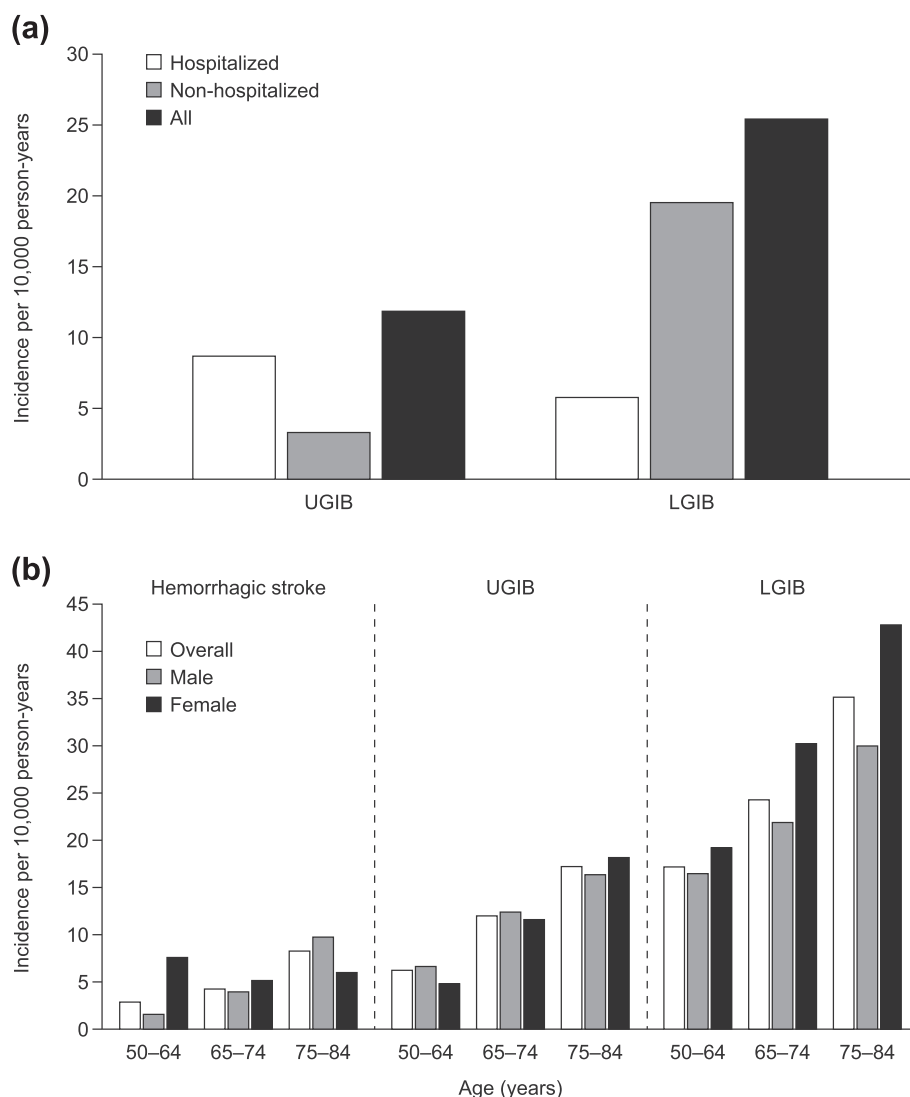 (a)
30
25
20
15
10
5
0
Incidence per 10,000 person-years
Hospitalized
Non-hospitalized
All
UGIB LGIB
(b)
Hemorrhagic stroke UGIB LGIB
45
40
35
30
25
20
15
10
5
0
Incidence per 10,000 person-years
Overall
Male
Female
50–64 65–74 75–84 50–64 65–74 75–84 50–64 65–74 75–84
Age (years)